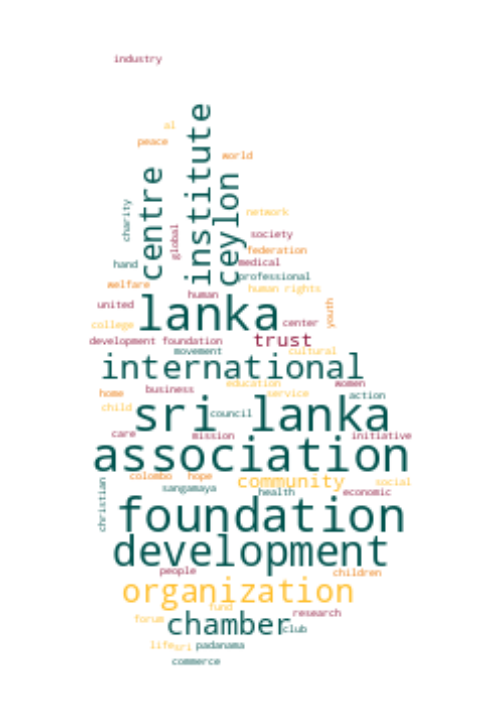 industry
al
peace
institute
world
centre
ceylon
charity
network
global
society
federation
hand
medical
professional
welfare
human rights
human
united
lanka
youth
college
center
development foundation
trust
movement
cultural
international
education
women
business
home
service
action
child
sri lanka
council
care
mission
initiative
association
colombo
hope
community
social
christian
sangamaya
health
economic
foundation
development
people
children
organization
fund
research
forum
chamber
club
life
sri
padanama
commerce